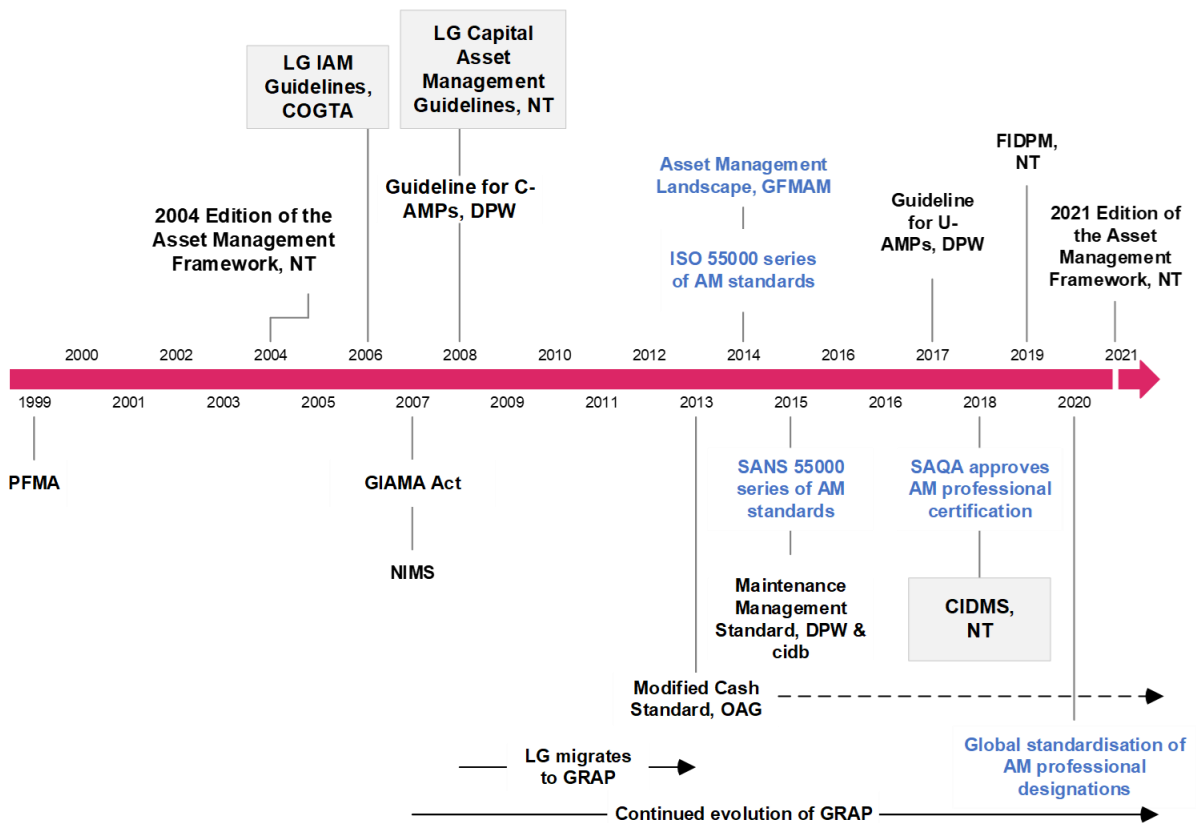 LG IAM
Guidelines,
COGTA
LG Capital
Asset
Management
Guidelines, NT
Guideline for C-
AMPs, DPW
2004 Edition of the
Asset Management
Framework, NT
Asset Management
Landscape, GFMAM
ISO 55000 series
of AM standards
Guideline
for U-
AMPs, DPW
FIDPM,
NT
2021 Edition of
the Asset
Management
Framework, NT
2000 2002 2004 2006 2008 2010 2012 2014 2016 2017 2019 2021
1999 2001 2003 2005 2007 2009 2011 2013 2015 2016 2018 2020
PFMA
GIAMA Act
NIMS
SANS 55000
series of AM
standards
Maintenance
Management
Standard, DPW &
cidb
SAQA approves
AM professional
certification
CIDMS,
NT
Modified Cash
Standard, OAG
Global standardisation of
AM professional
designations
LG migrates
to GRAP
Continued evolution of GRAP